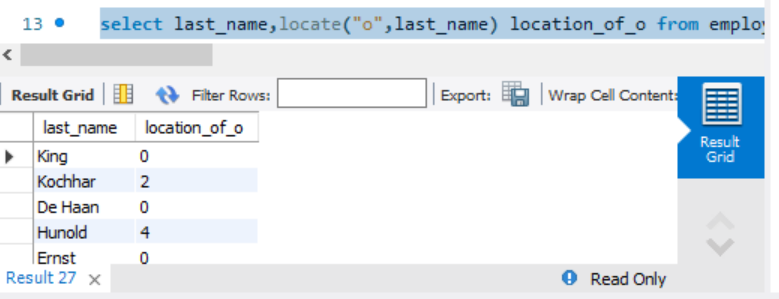 13 select last_name,locate("o",last_name) location_of_o from emplo
Result Grid Filter Rows: Export: Wrap Cell Content:
last_name location_of_o
King 0
Kochhar 2
De Haan 0
Hunold 4
Ernst 0
Result Grid
Result 27 × Read Only